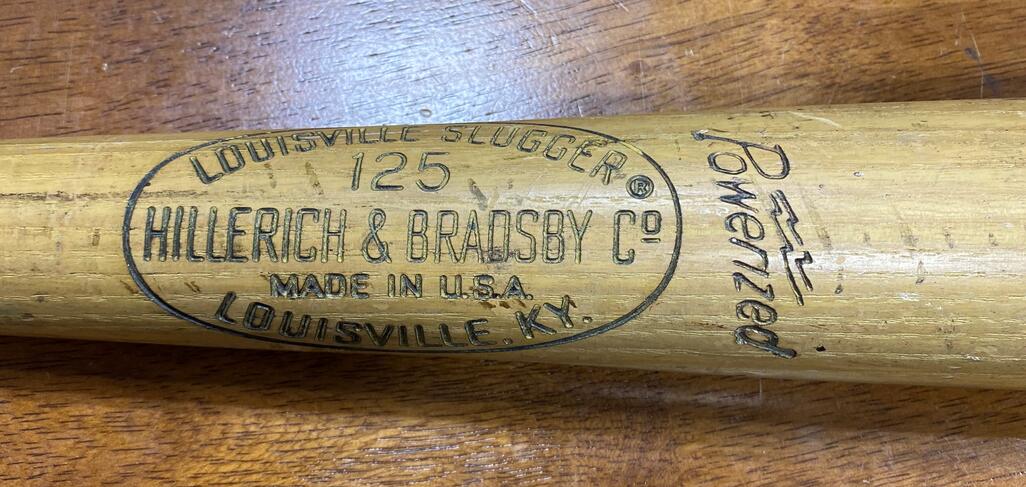 LOUISVILLE SLUGGER
125
®
HILLERICH & BRADSBY Cº
MADE IN U.S.A.
LOUISVILLE. KY.
Powerized